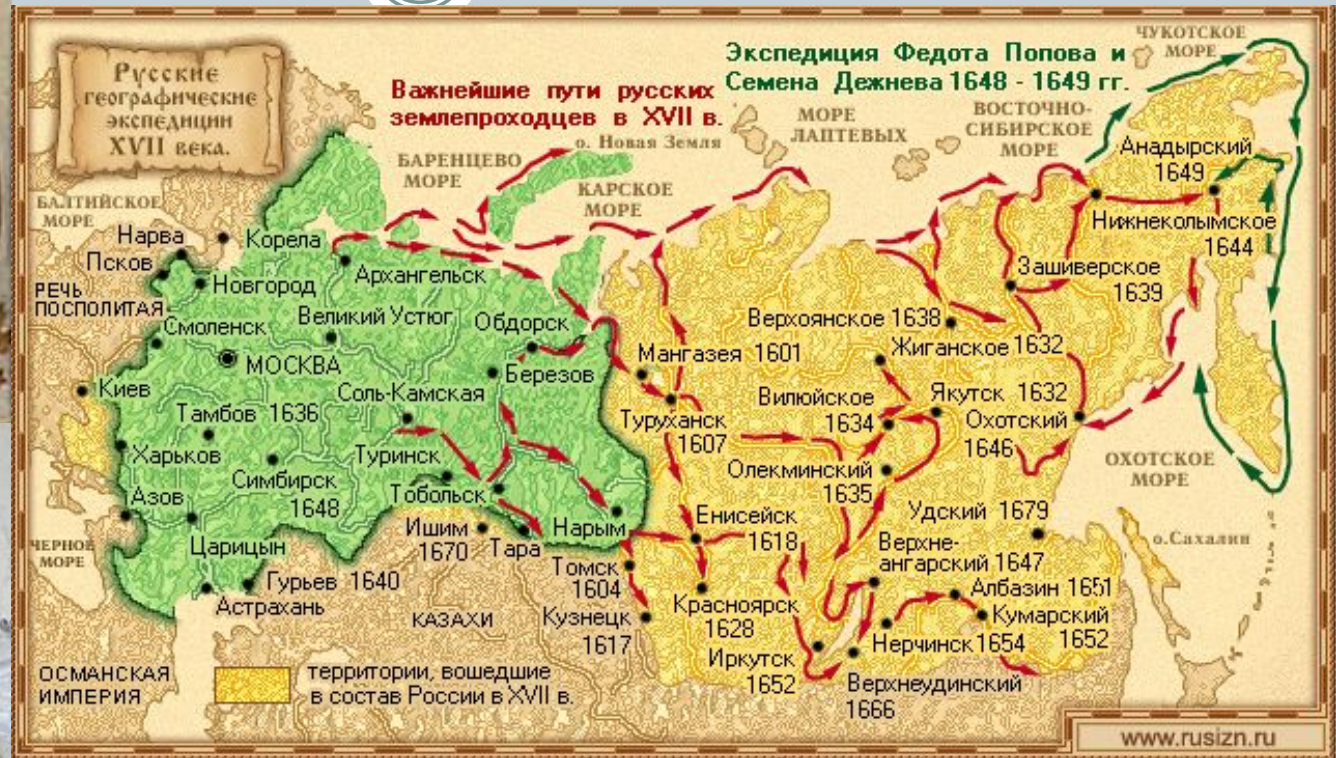 Русские
географические
экспедиции
XVII века.
Важнейшие пути русских
землепроходцев в XVII в.
Экспедиция Федота Попова и
Семена Дежнева 1648 - 1649 гг.
ЧУКОТСКОЕ
МОРЕ
ВОСТОЧНО-
СИБИРСКОЕ
МОРЕ
МОРЕ
ЛАПТЕВЫХ
о. Новая Земля
БАРЕНЦЕВО
МОРЕ
КАРСКОЕ
МОРЕ
БАЛТИЙСКОЕ
МОРЕ
Анадырский
1649
Нижнеколымское
1644
Зашиверское
1639
Нарва
Корела
Псков
Новгород
Архангельск
РЕЧЬ
ПОСПОЛИТАЯ
Смоленск
Великий Устюг
Обдорск
МОСКВА
Березов
Киев
Соль-Камская
Тамбов 1636
Харьков
Туринск
Симбирск
1648
Тобольск
Азов
Нарым
Царицын
Ишим
1670
Тара
ЧЕРНОЕ
МОРЕ
Гурьев 1640
Астрахань
КАЗАХИ
Верхоянское 1638
Жиганское 1632
Мангазея 1601
Туруханск
1607
Вилюйское
1634
Якутск 1632
Охотский
1646
Олекминский
1635
ОХОТСКОЕ
МОРЕ
Енисейск
1618
Удский 1679
о.Сахалин
Верхне-
ангарский 1647
Томск
1604
Албазин 1651
Красноярск
1628
Кумарский
1652
Кузнецк
1617
Нерчинск 1654
Иркутск
1652
Верхнеудинский
1666
ОСМАНСКАЯ
ИМПЕРИЯ
территории, вошедшие
в состав России в XVII в.
www.rusizn.ru